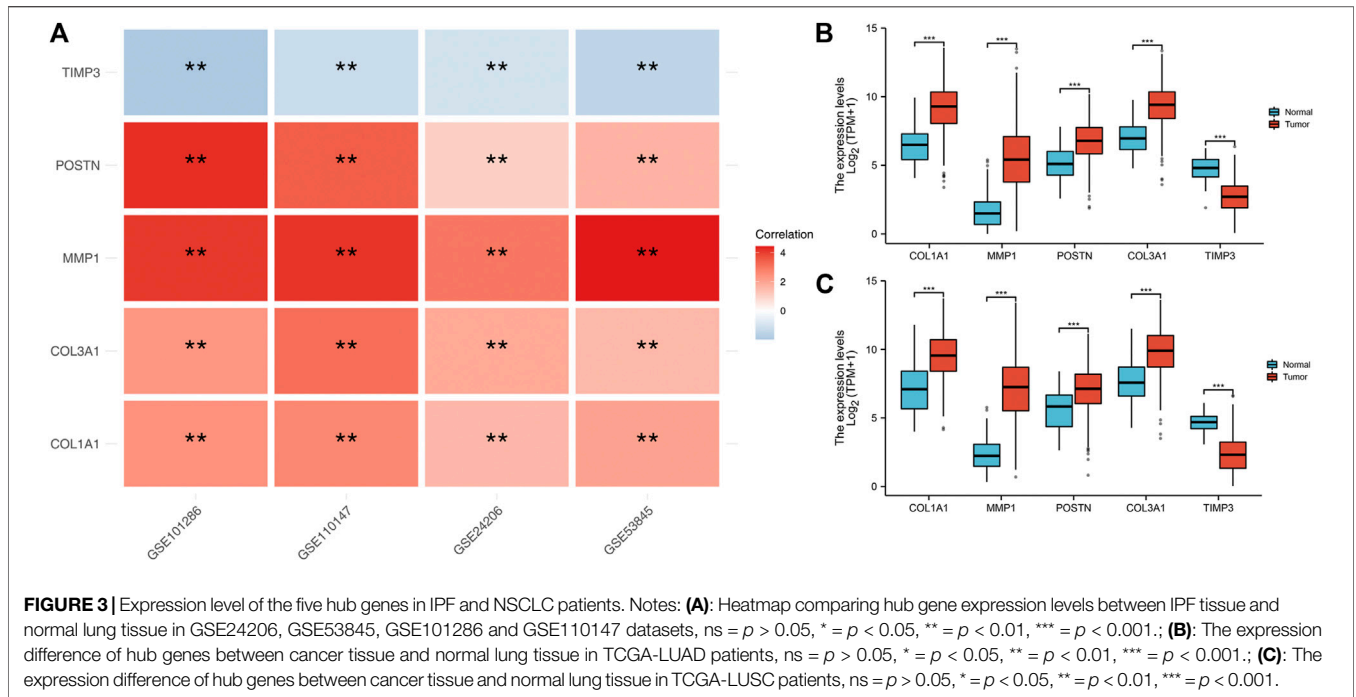 A
TIMP3
POSTN
MMP1
COL3A1
COL1A1
** ** ** **
** ** ** **
** ** ** **
** ** ** **
** ** ** **
GSE101286
GSE110147
GSE24206
GSE53845
Correlation
4
2
0
B
The expression levels
Log2 (TPM+1)
15
10
5
0
*** *** *** *** ***
COL1A1 MMP1 POSTN COL3A1 TIMP3
Normal
Tumor
C
The expression levels
Log2 (TPM+1)
15
10
5
0
*** *** *** *** ***
COL1A1 MMP1 POSTN COL3A1 TIMP3
Normal
Tumor
FIGURE 3 | Expression level of the five hub genes in IPF and NSCLC patients. Notes: (A): Heatmap comparing hub gene expression levels between IPF tissue and
normal lung tissue in GSE24206, GSE53845, GSE101286 and GSE110147 datasets, ns = p > 0.05, * = p < 0.05, ** = p < 0.01, *** = p < 0.001.; (B): The expression
difference of hub genes between cancer tissue and normal lung tissue in TCGA-LUAD patients, ns = p > 0.05, * = p < 0.05, ** = p < 0.01, *** = p < 0.001.; (C): The
expression difference of hub genes between cancer tissue and normal lung tissue in TCGA-LUSC patients, ns = p > 0.05, * = p < 0.05, ** = p < 0.01, *** = p < 0.001.